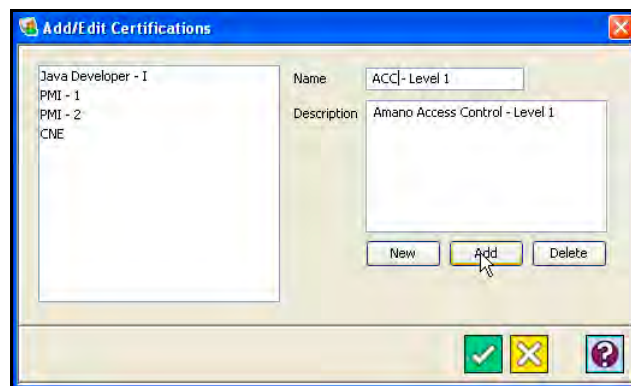 Add/Edit Certifications
Java Developer - I
PMI - 1
PMI - 2
CNE
Name
ACC - Level 1
Description
Amano Access Control - Level 1
New
Add
Delete